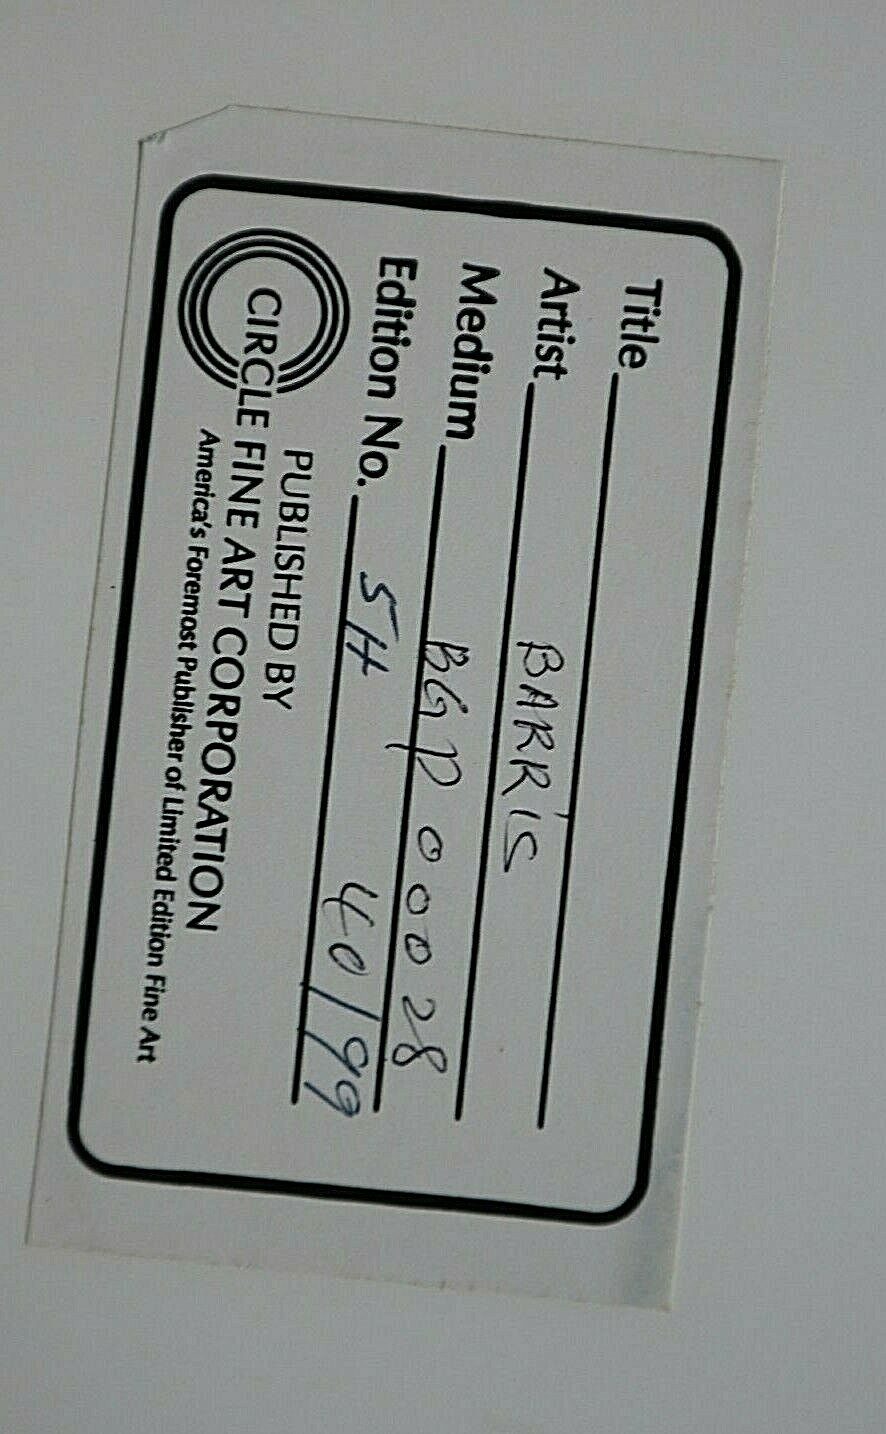 Title
Artist BARRIS
Medium BGP 00028
Edition No. 5H 40/99
PUBLISHED BY
CIRCLE FINE ART CORPORATION
America's Foremost Publisher of Limited Edition Fine Art